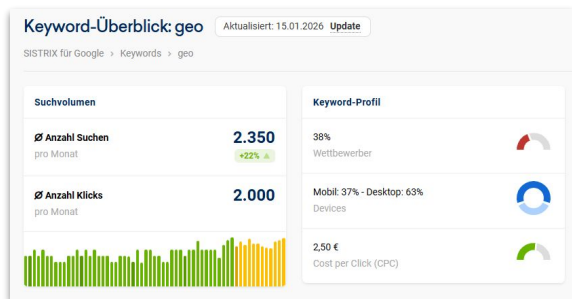 Keyword-Überblick: geo
Aktualisiert: 15.01.2026 Update
SISTRIX für Google > Keywords > geo
Suchvolumen
Ø Anzahl Suchen
2.350
pro Monat
+22%
Ø Anzahl Klicks
2.000
pro Monat
Keyword-Profil
38%
Wettbewerber
Mobil: 37% - Desktop: 63%
Devices
2,50 €
Cost per Click (CPC)